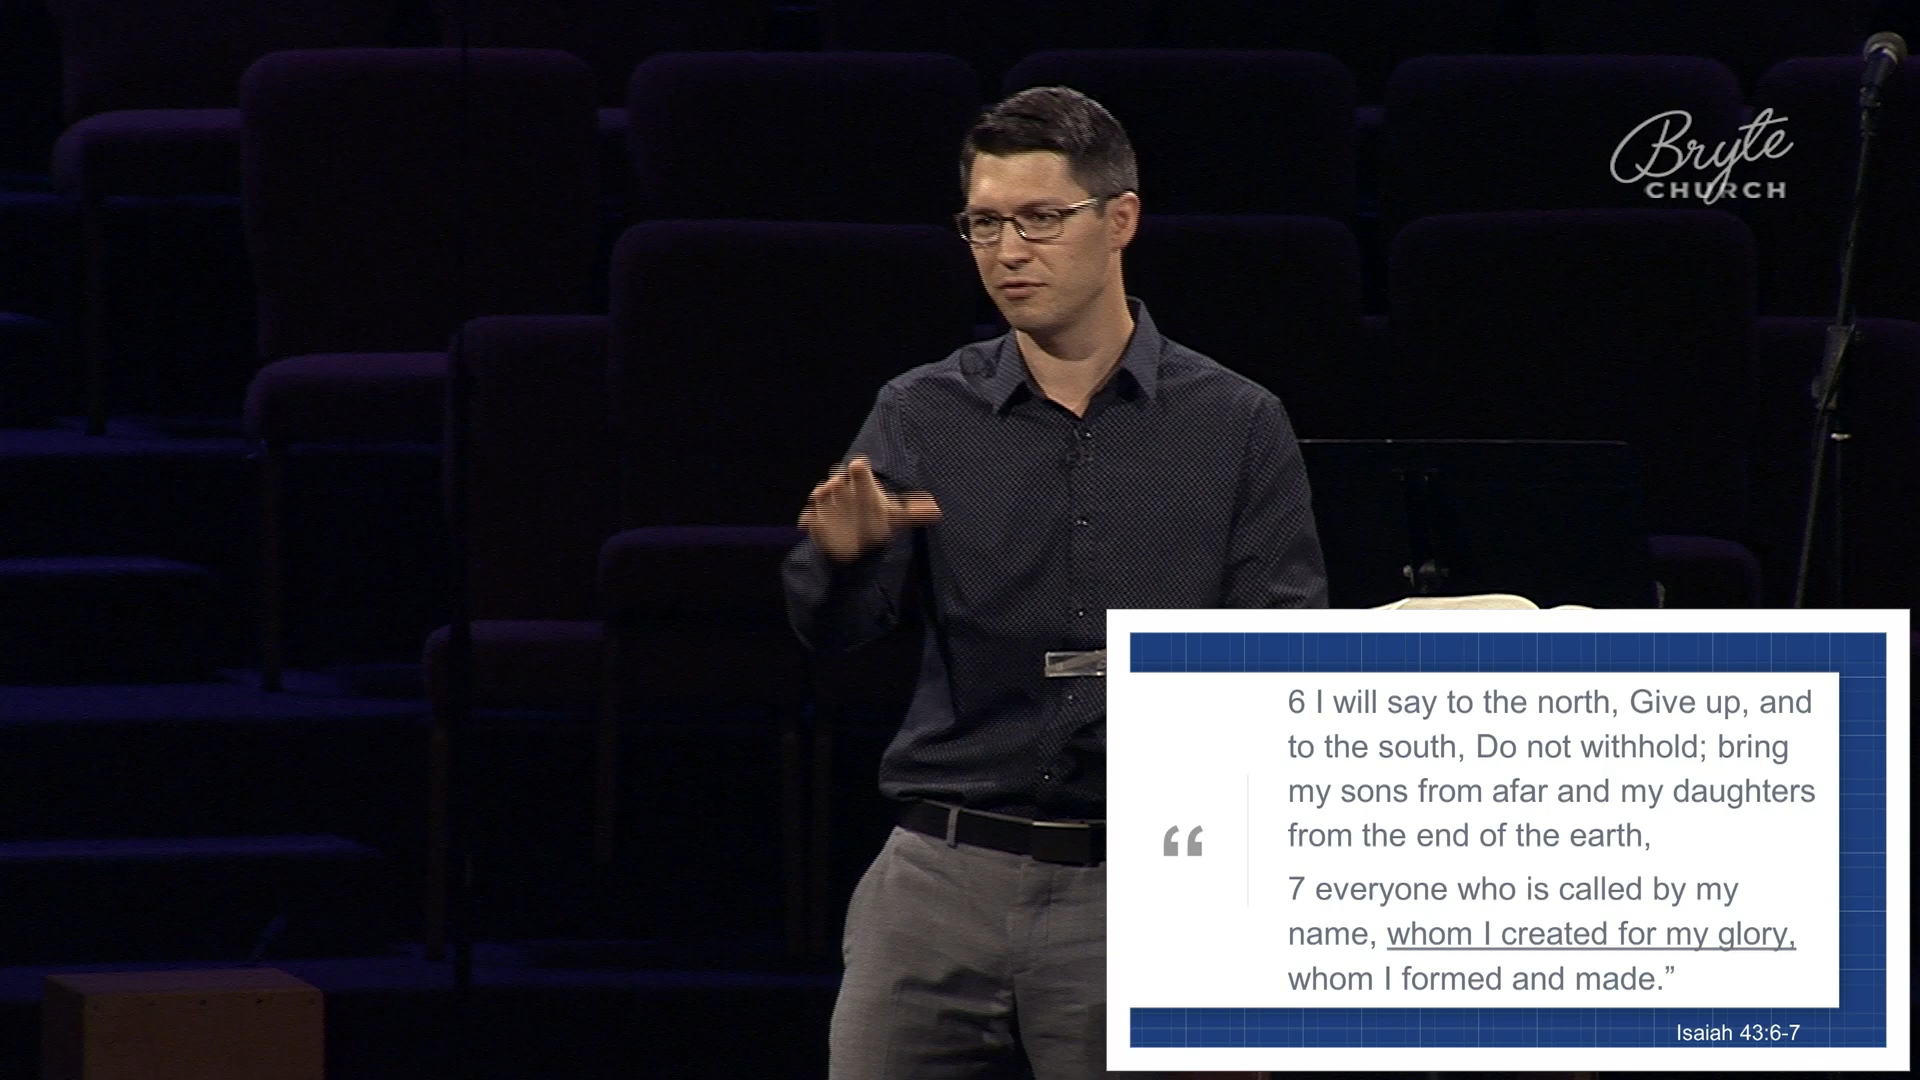 Bryte
CHURCH
6 I will say to the north, Give up, and
to the south, Do not withhold; bring
my sons from afar and my daughters
from the end of the earth,
“
7 everyone who is called by my
name, whom I created for my glory,
whom I formed and made.”
Isaiah 43:6-7